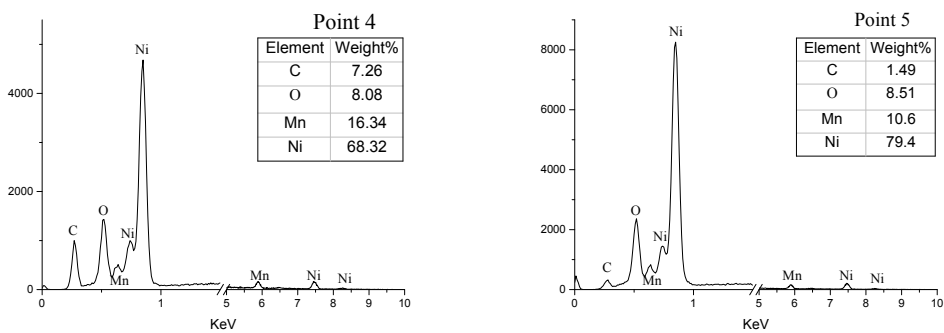 Point 4
Element Weight%
C 7.26
O 8.08
Mn 16.34
Ni 68.32
4000
2000
0
C
O
Mn
Ni
Ni
Mn
Ni
Ni
0 1 5 6 7 8 9 10
KeV
Point 5
Element Weight%
C 1.49
O 8.51
Mn 10.6
Ni 79.4
8000
6000
4000
2000
0
C
O
Mn
Ni
Ni
Mn
Ni
Ni
0 1 5 6 7 8 9 10
KeV